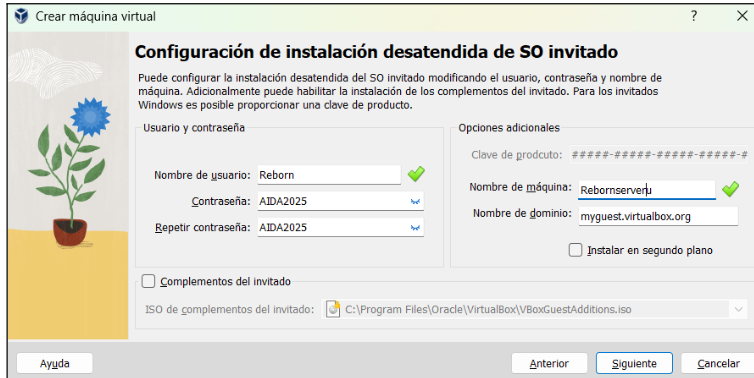 Crear máquina virtual
Configuración de instalación desatendida de SO invitado
Puede configurar la instalación desatendida del SO invitado modificando el usuario, contraseña y nombre de
máquina. Adicionalmente puede habilitar la instalación de los complementos del invitado. Para los invitados
Windows es posible proporcionar una clave de producto.
Usuario y contraseña
Nombre de usuario: Reborn
Contraseña: AIDA2025
Repetir contraseña: AIDA2025
Opciones adicionales
Clave de prodcuto: #####-#####-#####-#####-#
Nombre de máquina: Rebornserveru
Nombre de dominio: myguest.virtualbox.org
Instalar en segundo plano
Complementos del invitado
ISO de complementos del invitado: C:\Program Files\Oracle\VirtualBox\VBoxGuestAdditions.iso
Ayuda
Anterior
Siguiente
Cancelar